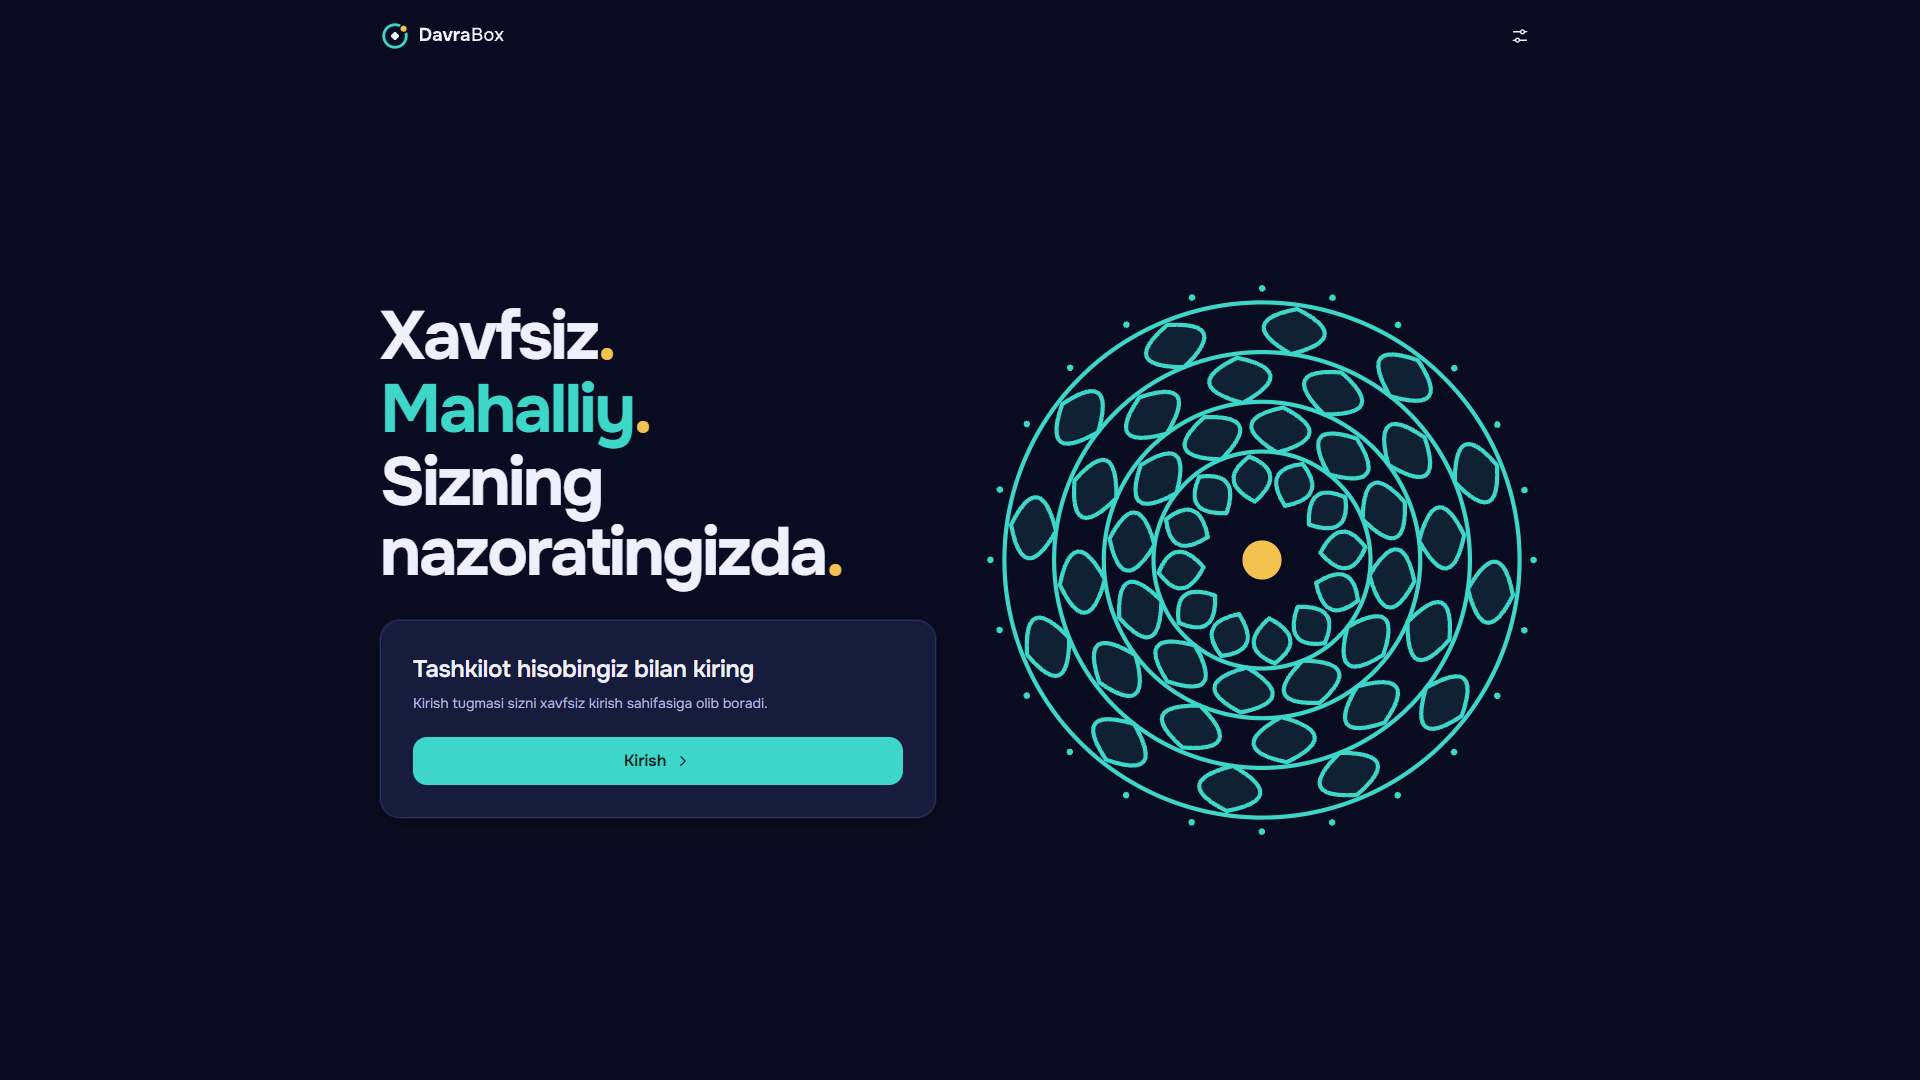 DavraBox
Xavfsiz.
Mahalliy.
Sizning
nazoratingizda.
Tashkilot hisobingiz bilan kiring
Kirish tugmasi sizni xavfsiz kirish sahifasiga olib boradi.
Kirish